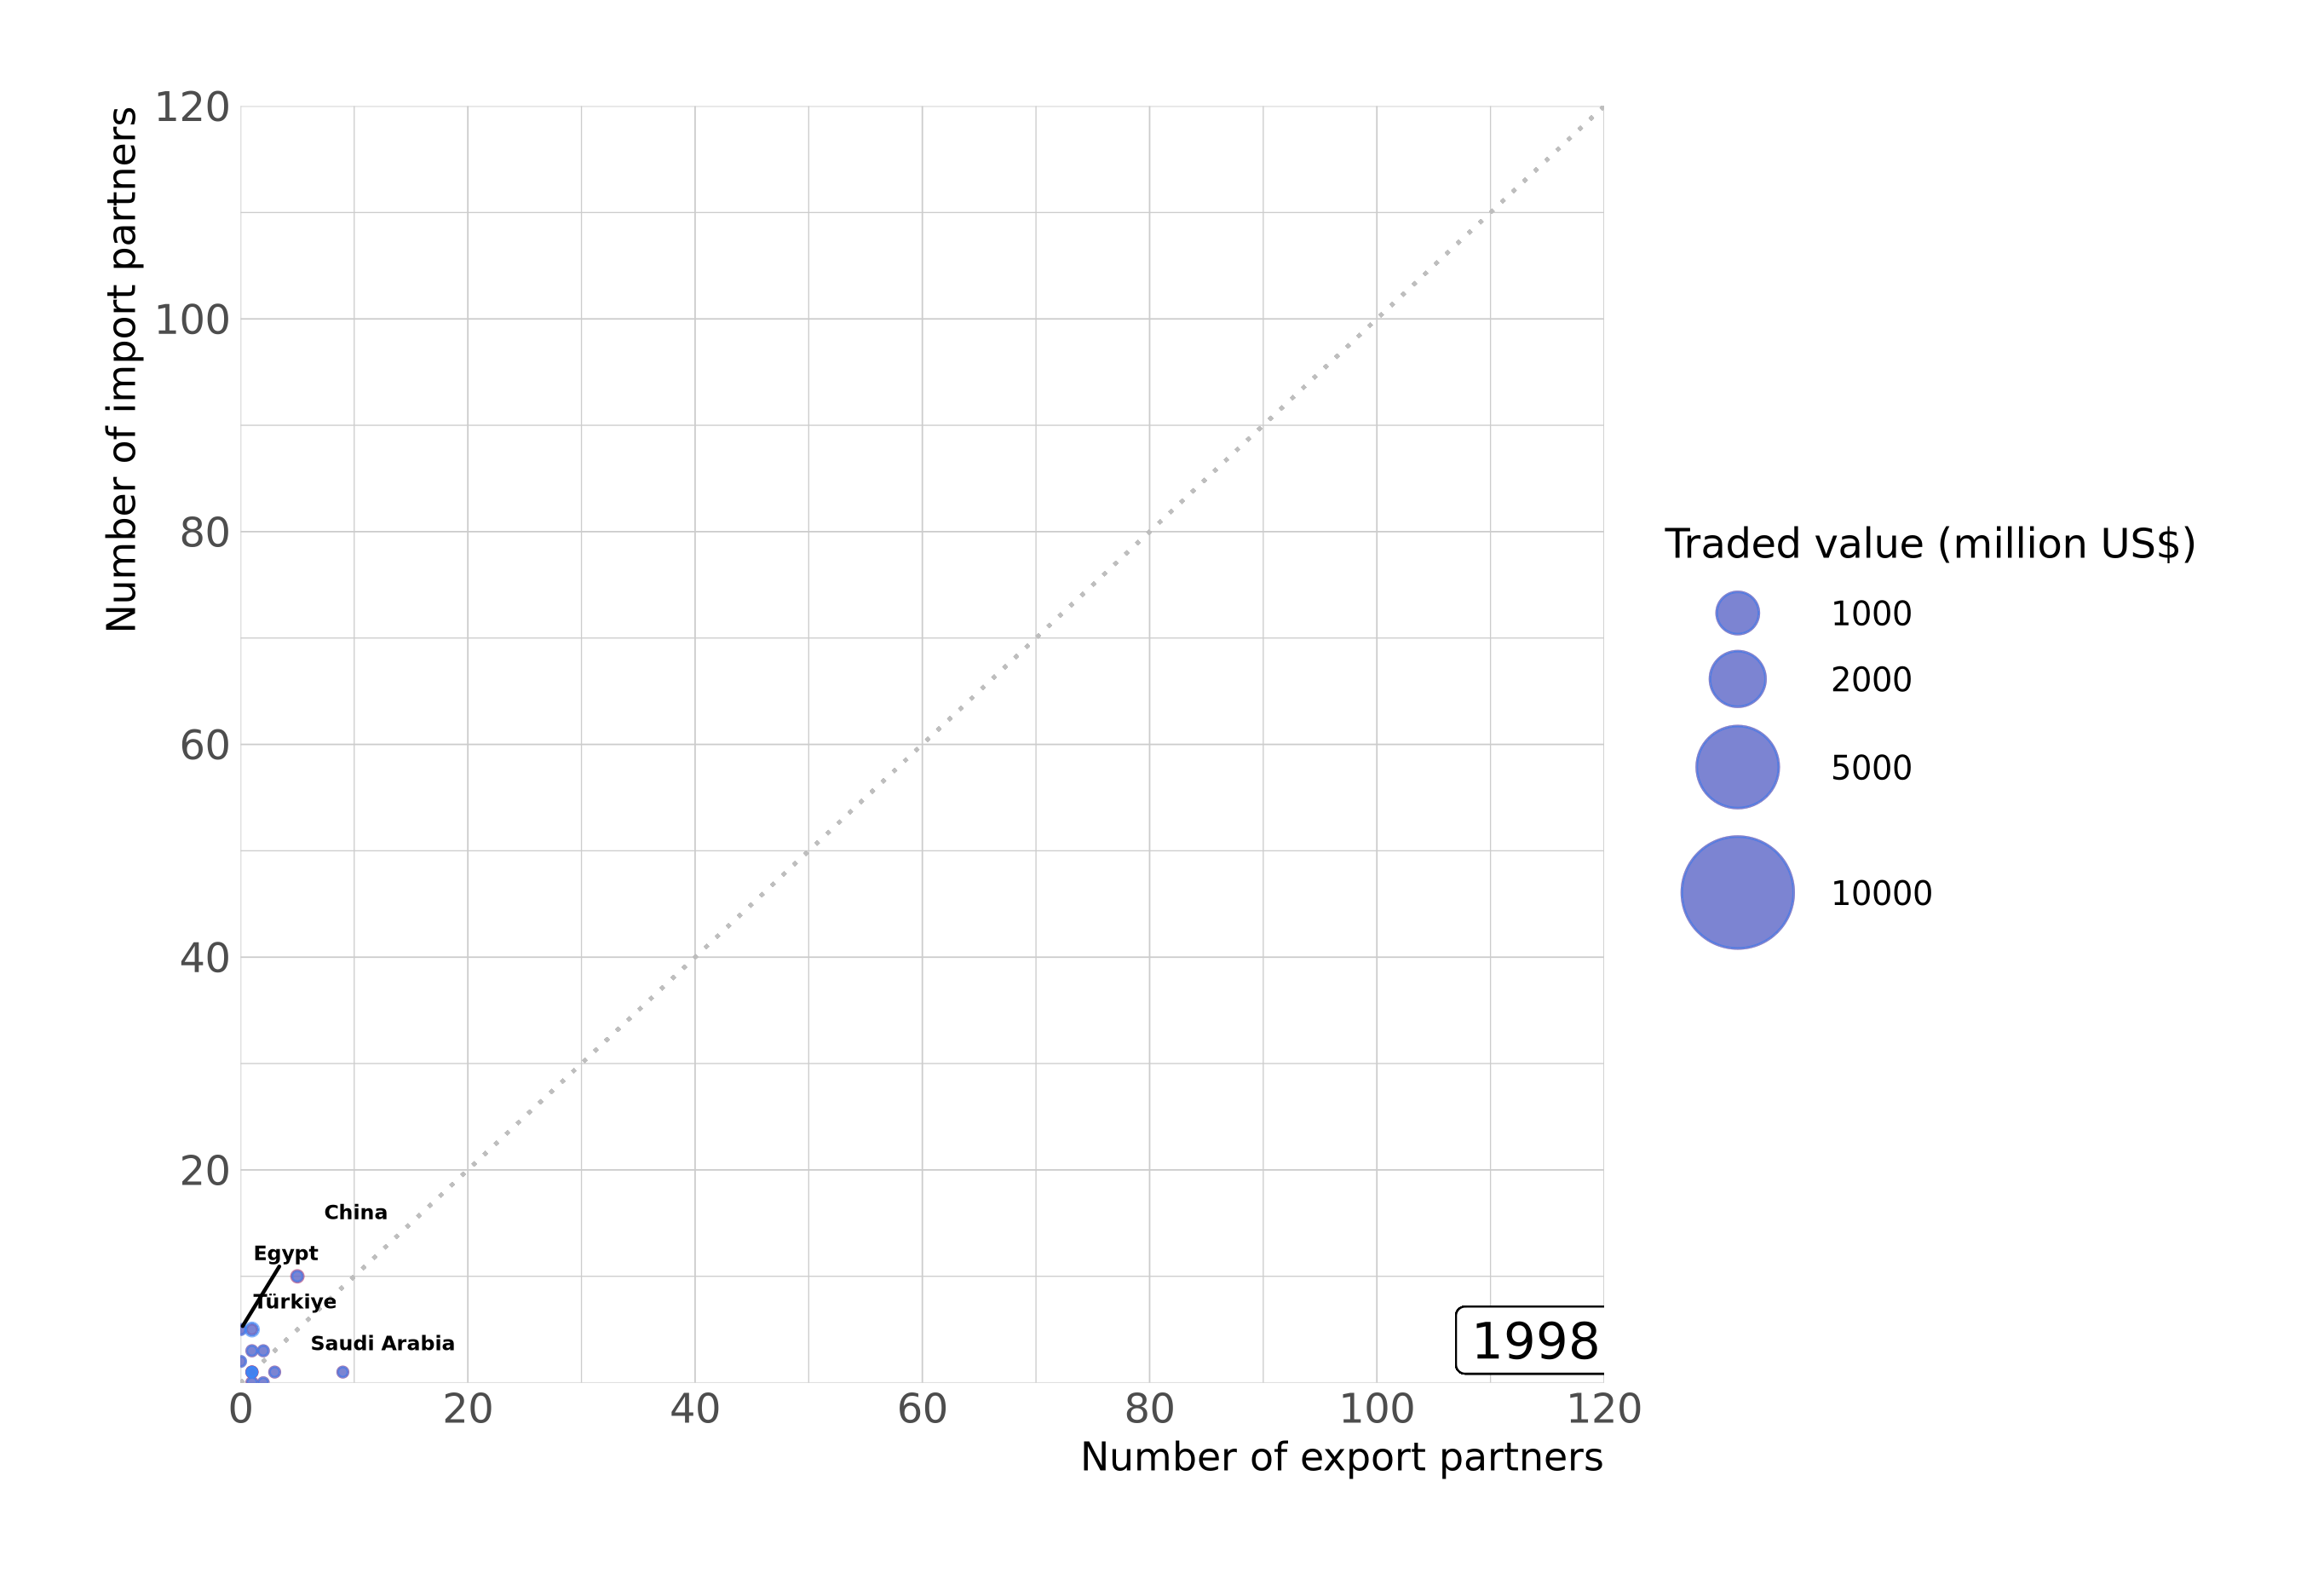 Number of import partners
120
100
80
60
40
20
China
Egypt
Türkiye
Saudi Arabia
1998
0 20 40 60 80 100 120
Number of export partners
Traded value (million US$)
1000
2000
5000
10000